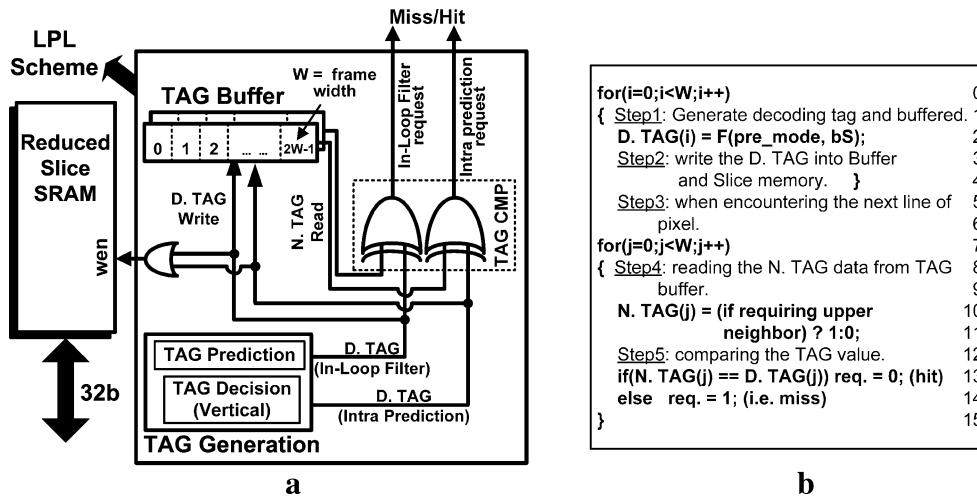 Miss/Hit
LPL
Scheme
TAG Buffer
W = frame
width
0 1 2 ... ... 2W-1
In-Loop Filter
request
Intra prediction
request
Reduced
Slice
SRAM
D. TAG
Write
N. TAG
Read
TAG CMP
wen
32b
TAG Prediction
TAG Decision
(Vertical)
TAG Generation
D. TAG
(In-Loop Filter)
D. TAG
(Intra Prediction)
a
for(i=0;i<W;i++) 0
{ Step1: Generate decoding tag and buffered. 1
D. TAG(i) = F(pre_mode, bS); 2
Step2: write the D. TAG into Buffer 3
and Slice memory. } 4
Step3: when encountering the next line of 5
pixel. 6
for(j=0;j<W;j++) 7
{ Step4: reading the N. TAG data from TAG 8
buffer. 9
N. TAG(j) = (if requiring upper 10
neighbor) ? 1:0; 11
Step5: comparing the TAG value. 12
if(N. TAG(j) == D. TAG(j)) req. = 0; (hit) 13
else req. = 1; (i.e. miss) 14
} 15
b